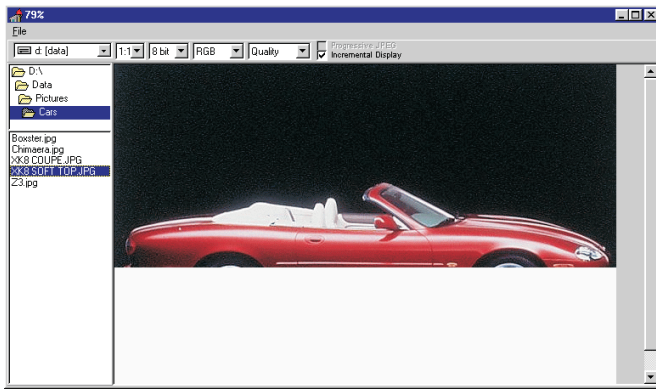 79%
File
d: [data] 1:1 8 bit RGB Quality Progressive JPEG
Incremental Display
D:\
Data
Pictures
Cars
Boxster.jpg
Chimaera.jpg
XK8 COUPE.JPG
XK8 SOFT TOP.JPG
Z3.jpg